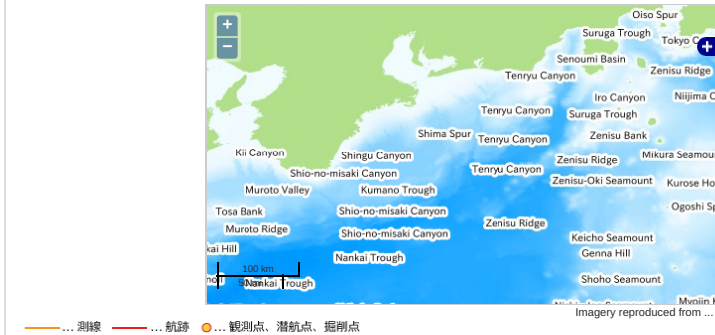 Oiso Spur
+
Suruga Trough
Tokyo C
+
−
Senoumi Basin
Tenryu Canyon
Zenisu Ridge
Iro Canyon
Niijima C
Tenryu Canyon
Suruga Trough
Shima Spur
Tenryu Canyon
Zenisu Bank
Kii Canyon
Shingu Canyon
Zenisu Ridge
Mikura Seamou
Shio-no-misaki Canyon
Tenryu Canyon
Zenisu-Oki Seamount
Kurose Ho
Muroto Valley
Kumano Trough
Ogoshi Sp
Tosa Bank
Shio-no-misaki Canyon
Muroto Ridge
Zenisu Ridge
Shio-no-misaki Canyon
Keicho Seamount
kai Hill
Genna Hill
Nankai Trough
100 km
Shoho Seamount
Nankai Trough
Imagery reproduced from ...
... 測線
... 航跡
... 観測点、潜航点、掘削点